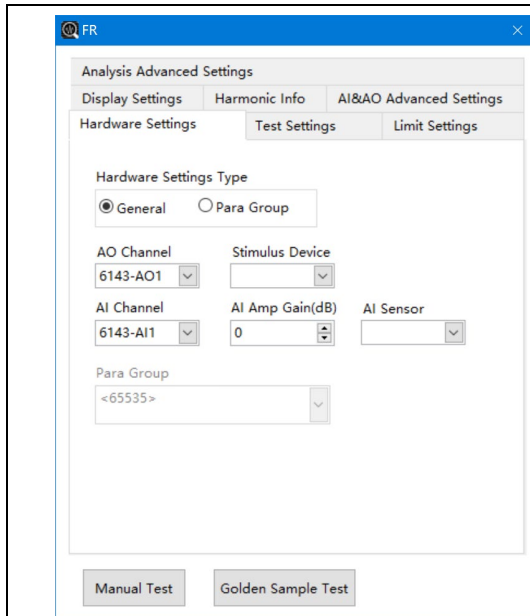 FR
Analysis Advanced Settings
Display Settings Harmonic Info AI&AO Advanced Settings
Hardware Settings Test Settings Limit Settings
Hardware Settings Type
General Para Group
AO Channel Stimulus Device
6143-AO1
AI Channel AI Amp Gain(dB) AI Sensor
6143-AI1 0
Para Group
<65535>
Manual Test Golden Sample Test